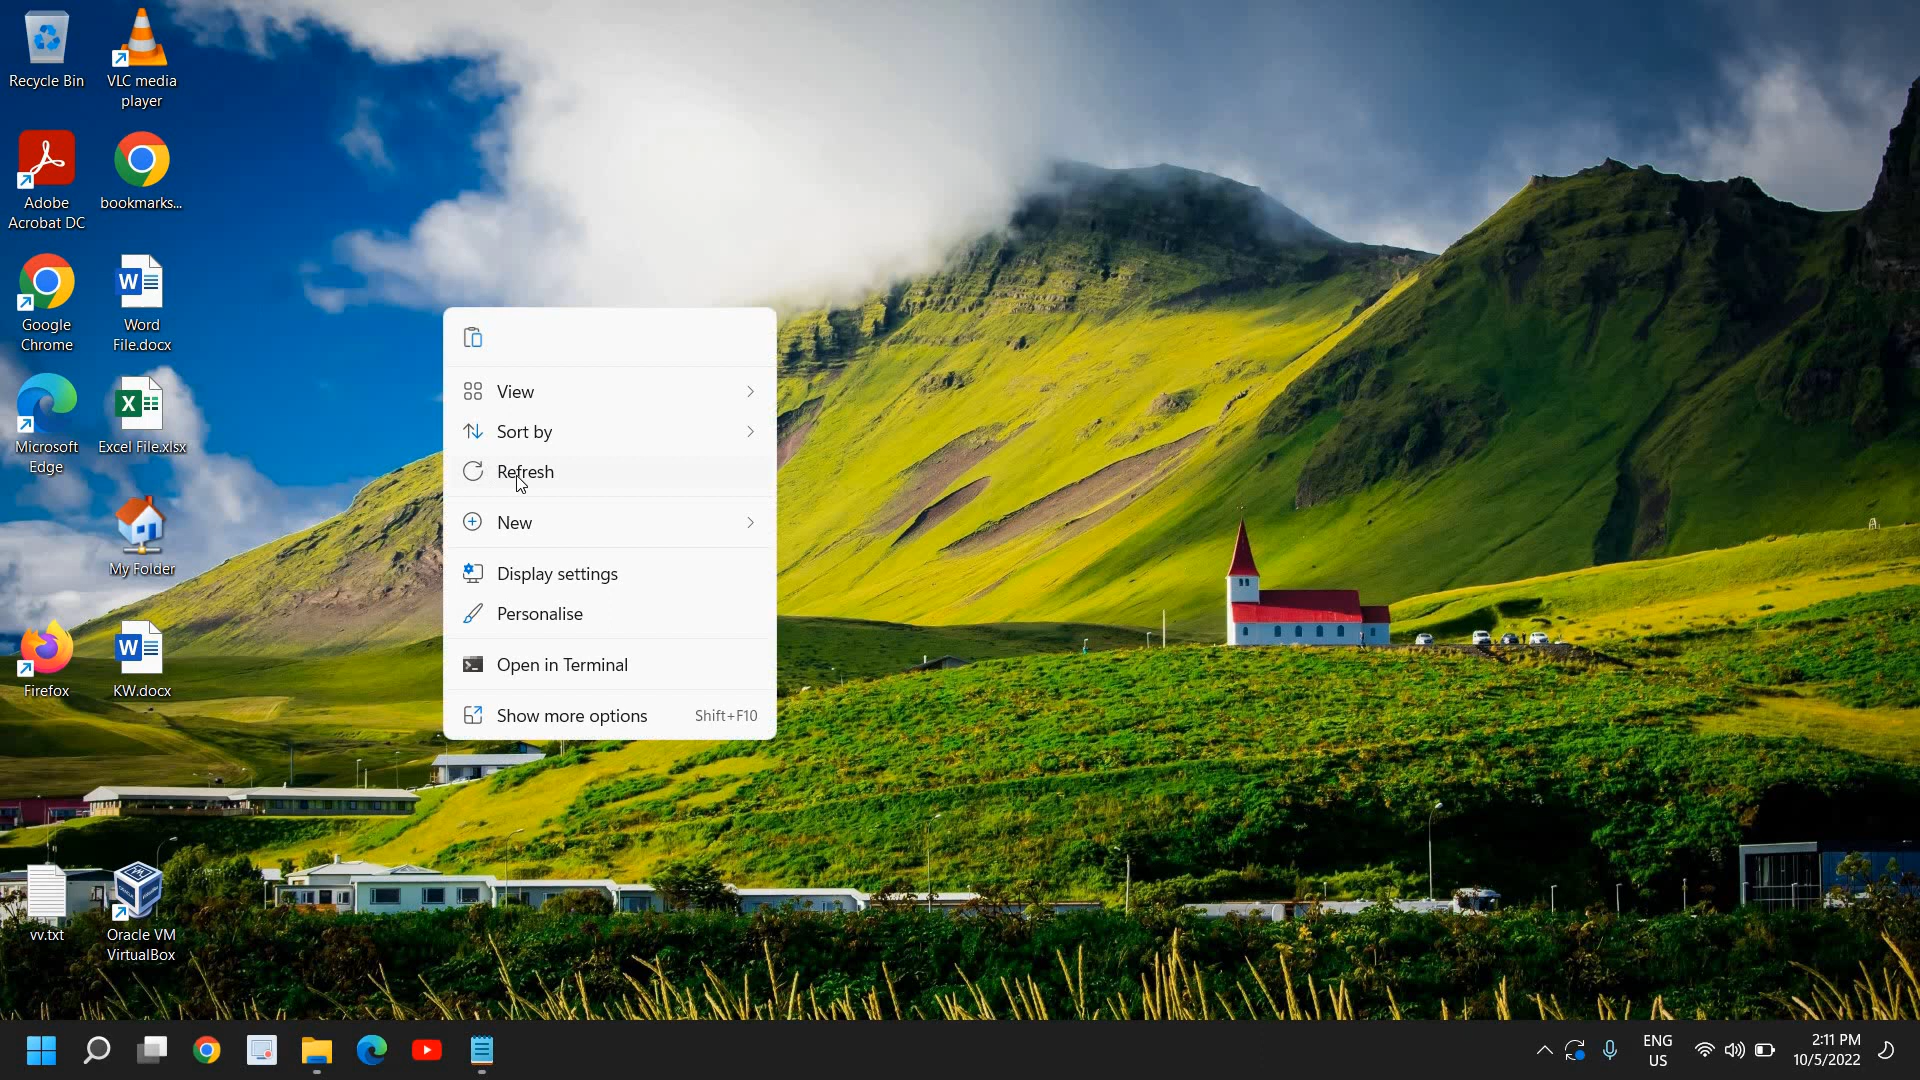 Recycle Bin
VLC media
player
Adobe
Acrobat DC
bookmarks...
Google
Chrome
Word
File.docx
Microsoft
Edge
Excel File.xlsx
My Folder
Firefox
KW.docx
vv.txt
Oracle VM
VirtualBox
View
Sort by
Refresh
New
Display settings
Personalise
Open in Terminal
Show more options Shift+F10
ENG
US
2:11 PM
10/5/2022